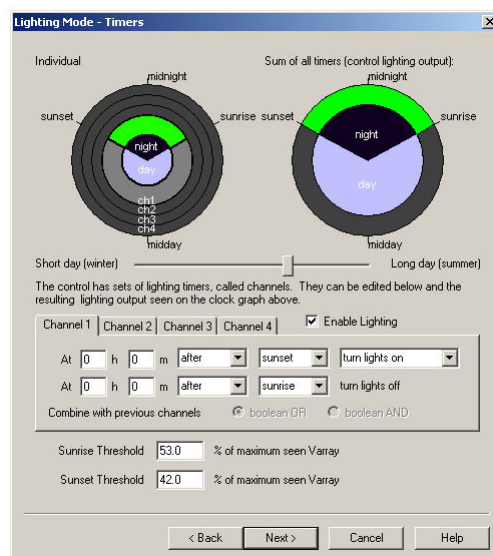 Lighting Mode - Timers
Individual
Sum of all timers (control lighting output):
midnight
sunset
sunrise
night
day
ch1
ch2
ch3
ch4
midday
midnight
sunset
sunrise
night
day
midday
Short day (winter)
Long day (summer)
The control has sets of lighting timers, called channels. They can be edited below and the
resulting lighting output seen on the clock graph above.
Channel 1 Channel 2 Channel 3 Channel 4 Enable Lighting
At 0 h 0 m after sunset turn lights on
At 0 h 0 m after sunrise turn lights off
Combine with previous channels boolean OR boolean AND
Sunrise Threshold 53.0 % of maximum seen Varray
Sunset Threshold 42.0 % of maximum seen Varray
< Back Next > Cancel Help